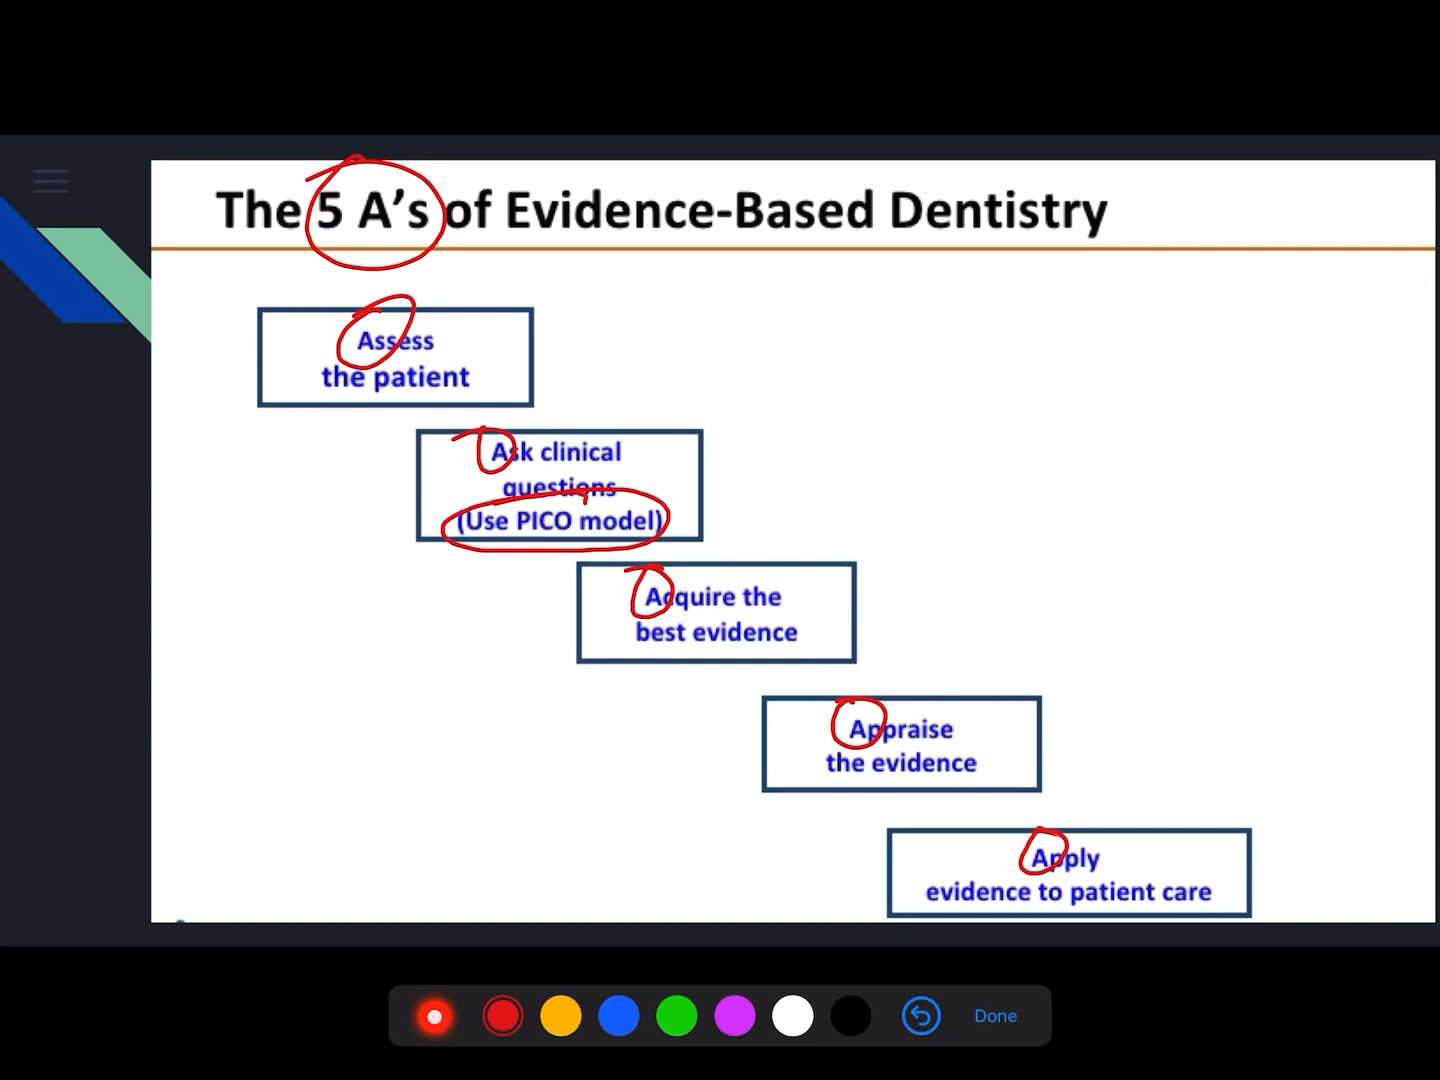 The 5 A's of Evidence-Based Dentistry
Assess
the patient
Ask clinical
questions
(Use PICO model)
Acquire the
best evidence
Appraise
the evidence
Apply
evidence to patient care
Done